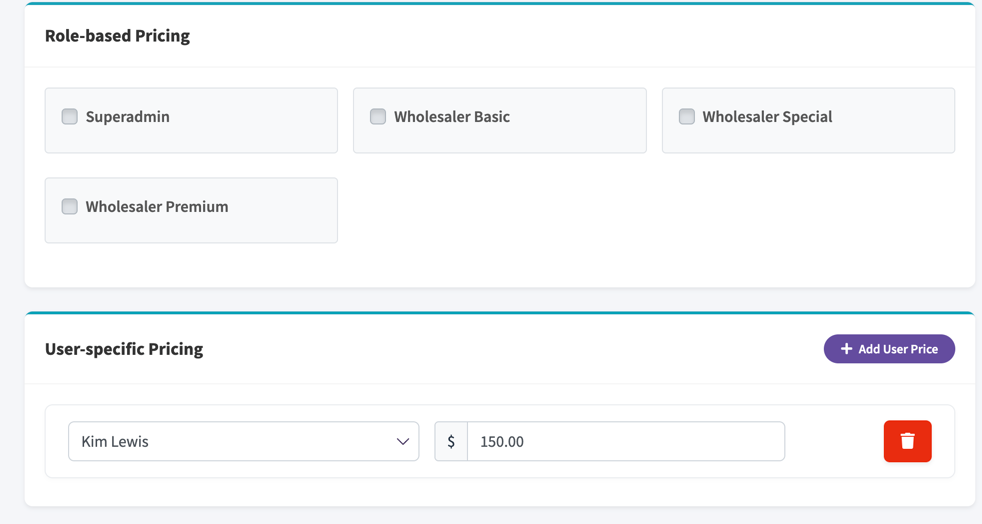 Role-based Pricing
Superadmin
Wholesaler Basic
Wholesaler Special
Wholesaler Premium
User-specific Pricing
+ Add User Price
Kim Lewis
$ 150.00